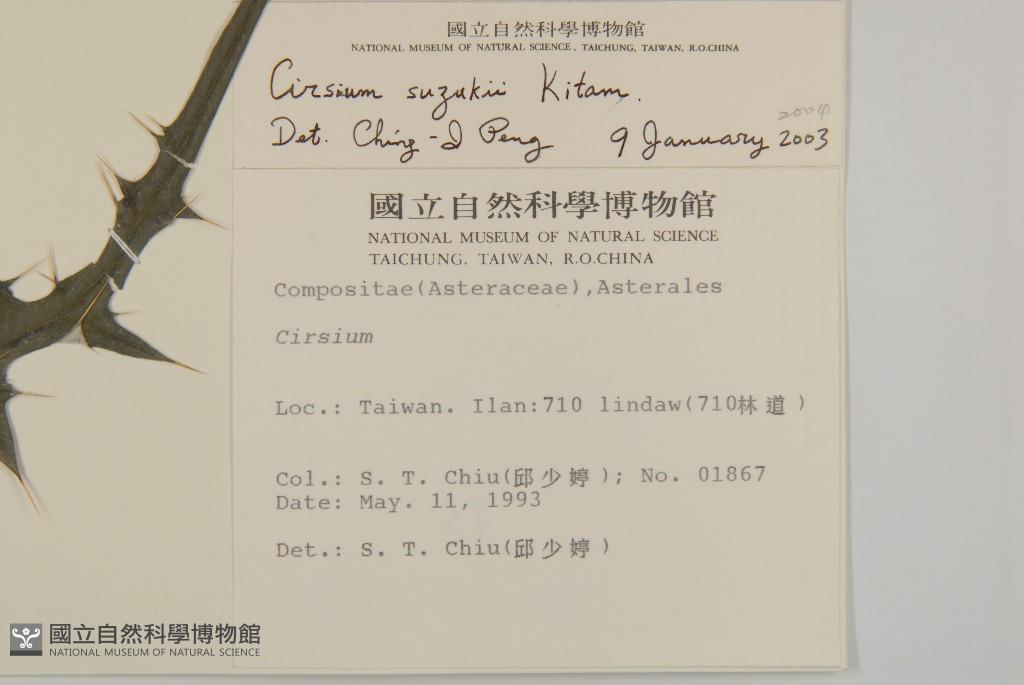 國立自然科學博物館
NATIONAL MUSEUM OF NATURAL SCIENCE, TAICHUNG, TAIWAN, R.O.CHINA
Cirsium suzukii Kitam.
2004
Det. Ching-I Peng 9 January 2003
國立自然科學博物館
NATIONAL MUSEUM OF NATURAL SCIENCE
TAICHUNG, TAIWAN, R.O.CHINA
Compositae(Asteraceae),Asterales
Cirsium
Loc.: Taiwan. Ilan:710 lindaw(710林道)
Col.: S. T. Chiu(邱少婷); No. 01867
Date: May. 11, 1993
Det.: S. T. Chiu(邱少婷)
國立自然科學博物館
NATIONAL MUSEUM OF NATURAL SCIENCE